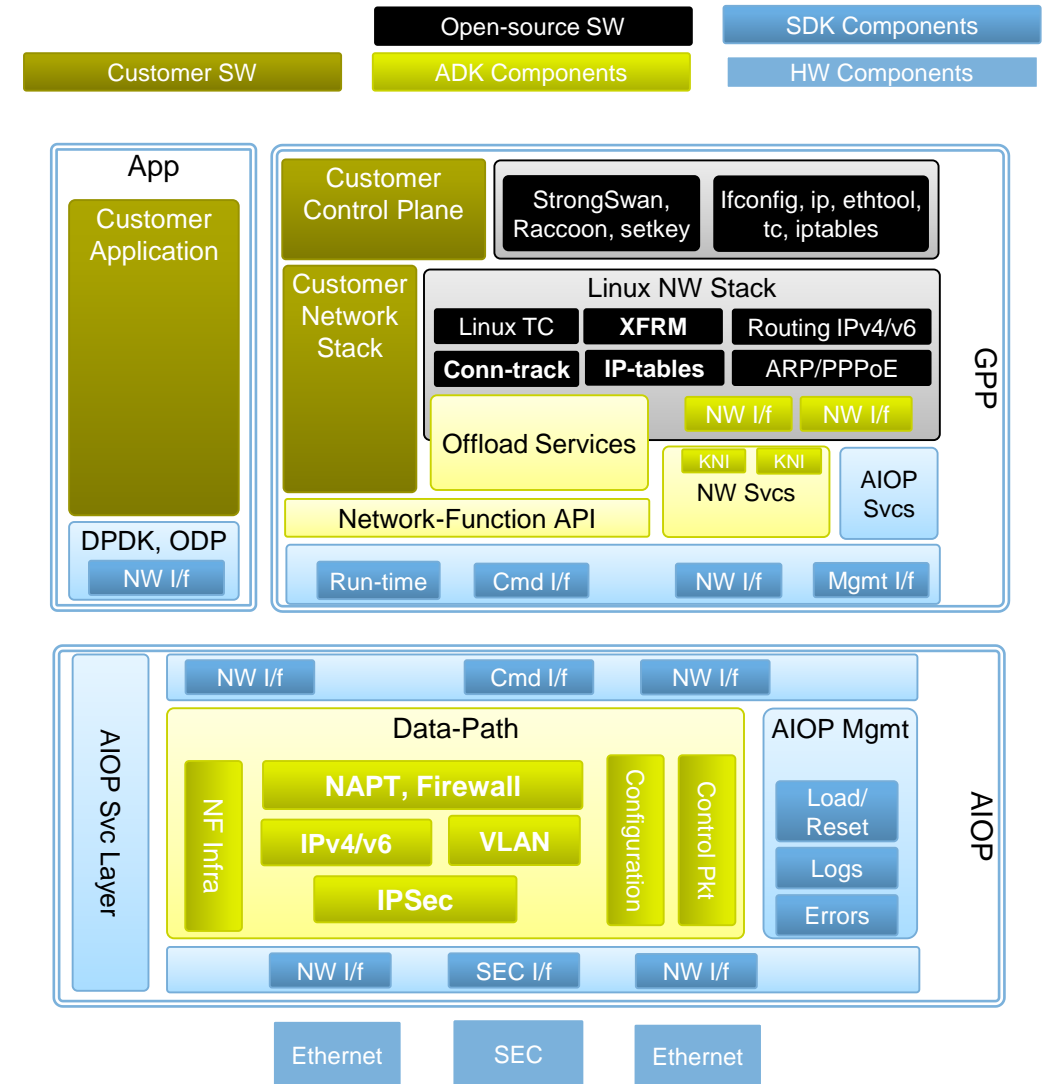 Open-source SW
SDK Components
Customer SW
ADK Components
HW Components
App
Customer
Application
DPDK, ODP
NW I/f
Customer
Control Plane
StrongSwan,
Raccoon, setkey
Ifconfig, ip, ethtool,
tc, iptables
Customer
Network
Stack
Linux NW Stack
Linux TC
XFRM
Routing IPv4/v6
Conn-track
IP-tables
ARP/PPPoE
NW I/f
NW I/f
Offload Services
KNI
KNI
NW Svcs
AIOP
Svcs
Network-Function API
Run-time
Cmd I/f
NW I/f
Mgmt I/f
GPP
AIOP Svc Layer
NW I/f
Cmd I/f
NW I/f
Data-Path
NF Infra
NAPT, Firewall
IPv4/v6
VLAN
IPSec
Configuration
Control Pkt
AIOP Mgmt
Load/
Reset
Logs
Errors
NW I/f
SEC I/f
NW I/f
AIOP
Ethernet
SEC
Ethernet